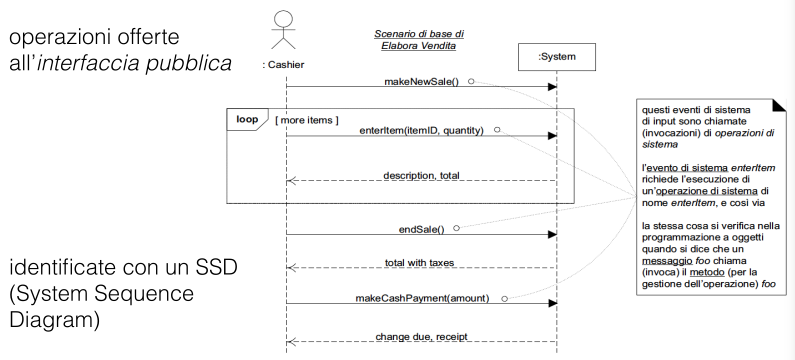 operazioni offerte
all'interfaccia pubblica
: Cashier
Scenario di base di
Elabora Vendita
:System
makeNewSale()
loop
[ more items ]
enterItem(itemID, quantity)
description, total
endSale()
total with taxes
makeCashPayment(amount)
change due, receipt
questi eventi di sistema
di input sono chiamate
(invocazioni) di operazioni di
sistema
l'evento di sistema enterItem
richiede l'esecuzione di
un'operazione di sistema di
nome enterItem, e così via
la stessa cosa si verifica nella
programmazione a oggetti
quando si dice che un
messaggio foo chiama
(invoca) il metodo (per la
gestione dell'operazione) foo
identificate con un SSD
(System Sequence
Diagram)